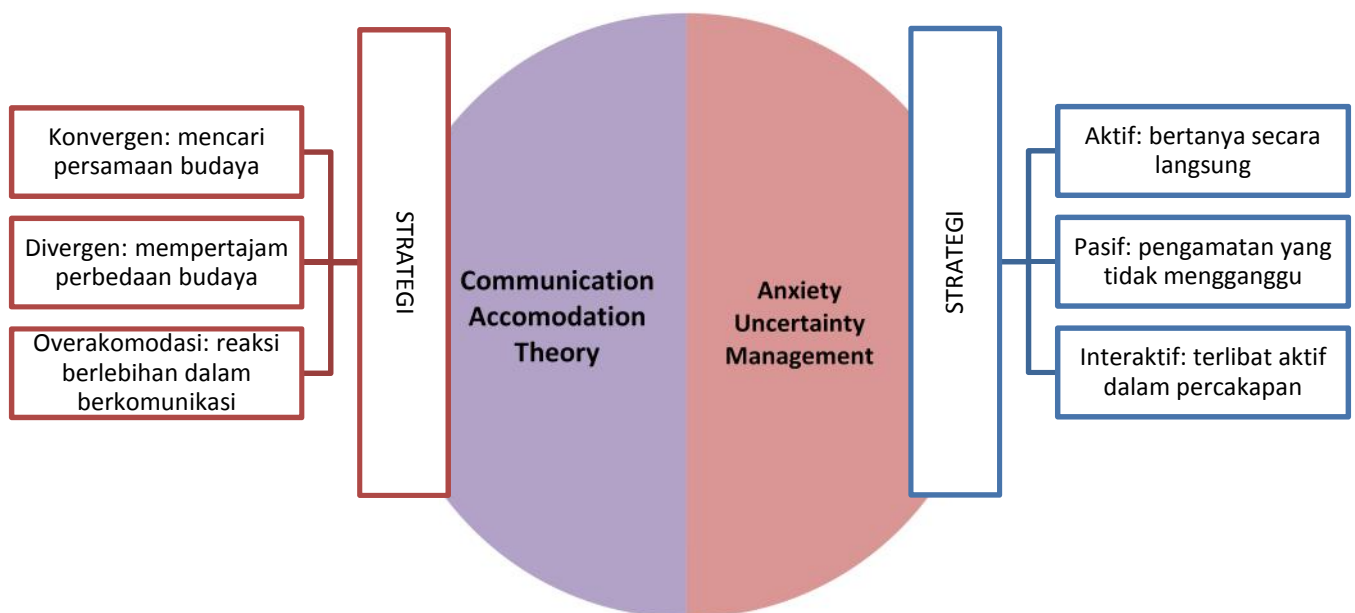 Konvergen: mencari
persamaan budaya
Divergen: mempertajam
perbedaan budaya
Overakomodasi: reaksi
berlebihan dalam
berkomunikasi
STRATEGI
Communication
Accomodation
Theory
Anxiety
Uncertainty
Management
STRATEGI
Aktif: bertanya secara
langsung
Pasif: pengamatan yang
tidak mengganggu
Interaktif: terlibat aktif
dalam percakapan